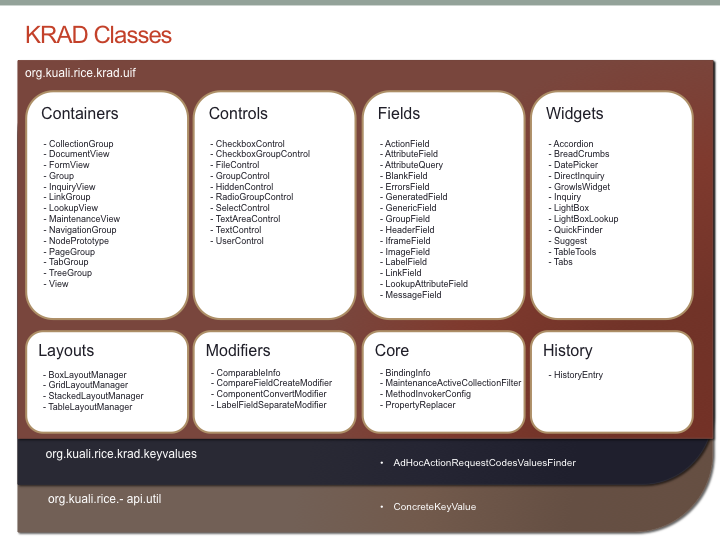 KRAD Classes
org.kuali.rice.krad.uif
Containers
- CollectionGroup
- DocumentView
- FormView
- Group
- InquiryView
- LinkGroup
- LookupView
- MaintenanceView
- NavigationGroup
- NodePrototype
- PageGroup
- TabGroup
- TreeGroup
- View
Controls
- CheckboxControl
- CheckboxGroupControl
- FileControl
- GroupControl
- HiddenControl
- RadioGroupControl
- SelectControl
- TextAreaControl
- TextControl
- UserControl
Fields
- ActionField
- AttributeField
- AttributeQuery
- BlankField
- ErrorsField
- GeneratedField
- GenericField
- GroupField
- HeaderField
- IframeField
- ImageField
- LabelField
- LinkField
- LookupAttributeField
- MessageField
Widgets
- Accordion
- BreadCrumbs
- DatePicker
- DirectInquiry
- GrowlsWidget
- Inquiry
- LightBox
- LightBoxLookup
- QuickFinder
- Suggest
- TableTools
- Tabs
Layouts
- BoxLayoutManager
- GridLayoutManager
- StackedLayoutManager
- TableLayoutManager
Modifiers
- ComparableInfo
- CompareFieldCreateModifier
- ComponentConvertModifier
- LabelFieldSeparateModifier
Core
- BindingInfo
- MaintenanceActiveCollectionFilter
- MethodInvokerConfig
- PropertyReplacer
History
- HistoryEntry
org.kuali.rice.krad.keyvalues
• AdHocActionRequestCodesValuesFinder
org.kuali.rice.- api.util
• ConcreteKeyValue